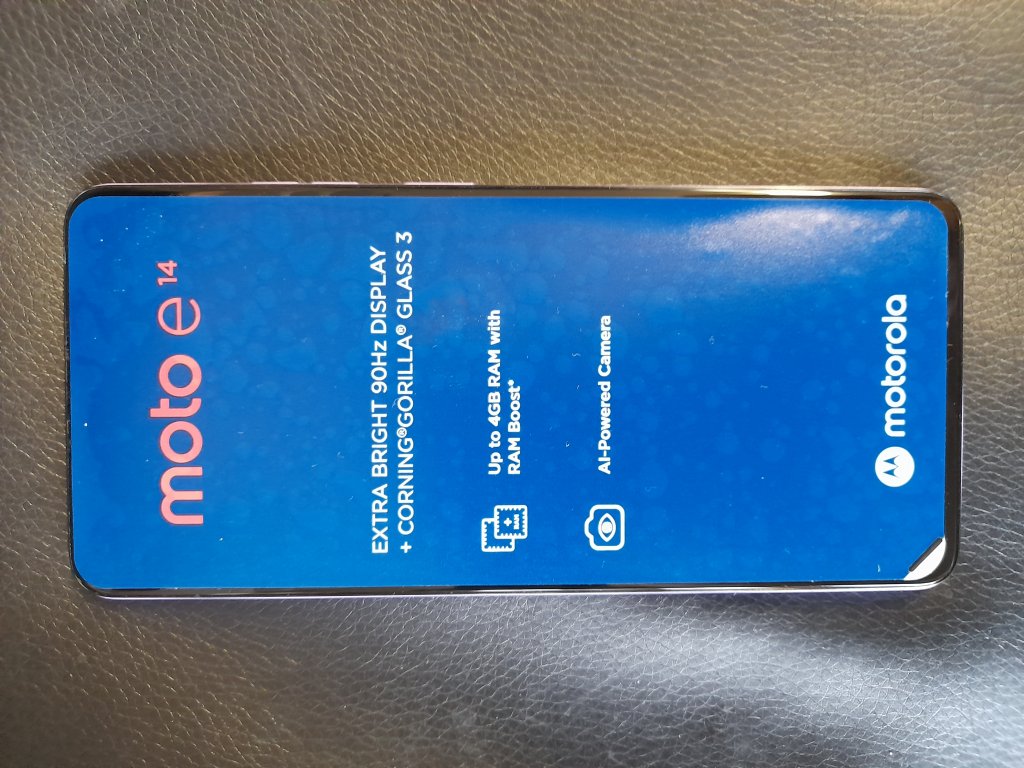 moto e 14
EXTRA BRIGHT 90Hz DISPLAY
+ CORNING® GORILLA® GLASS 3
Up to 4GB RAM with
RAM Boost*
AI-Powered Camera
motorola